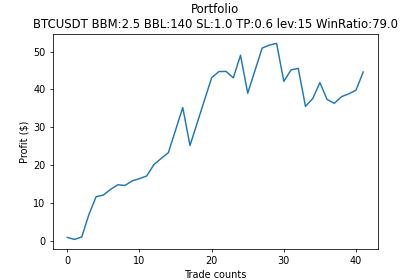 Portfolio
BTCUSDT BBM:2.5 BBL:140 SL:1.0 TP:0.6 lev:15 WinRatio:79.0
50
40
30
20
10
0
Profit ($)
0 10 20 30 40
Trade counts